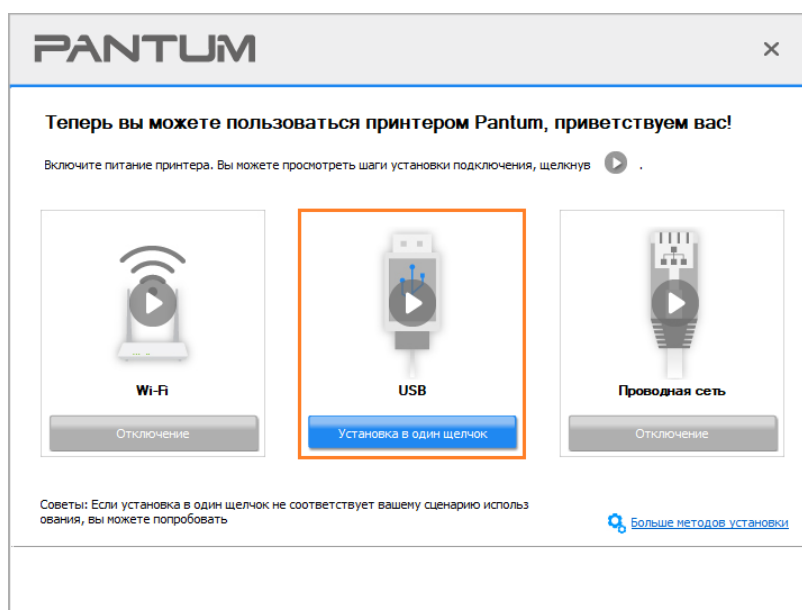 PANTUM
Теперь вы можете пользоваться принтером Pantum, приветствуем вас!
Включите питание принтера. Вы можете просмотреть шаги установки подключения, щелкнув .
Wi-Fi
Отключение
USB
Установка в один щелчок
Проводная сеть
Отключение
Советы: Если установка в один щелчок не соответствует вашему сценарию использ
ования, вы можете попробовать
Больше методов установки